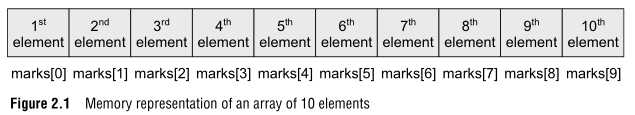 1st 2nd 3rd 4th 5th 6th 7th 8th 9th 10th
element element element element element element element element element element
marks[0] marks[1] marks[2] marks[3] marks[4] marks[5] marks[6] marks[7] marks[8] marks[9]
Figure 2.1 Memory representation of an array of 10 elements